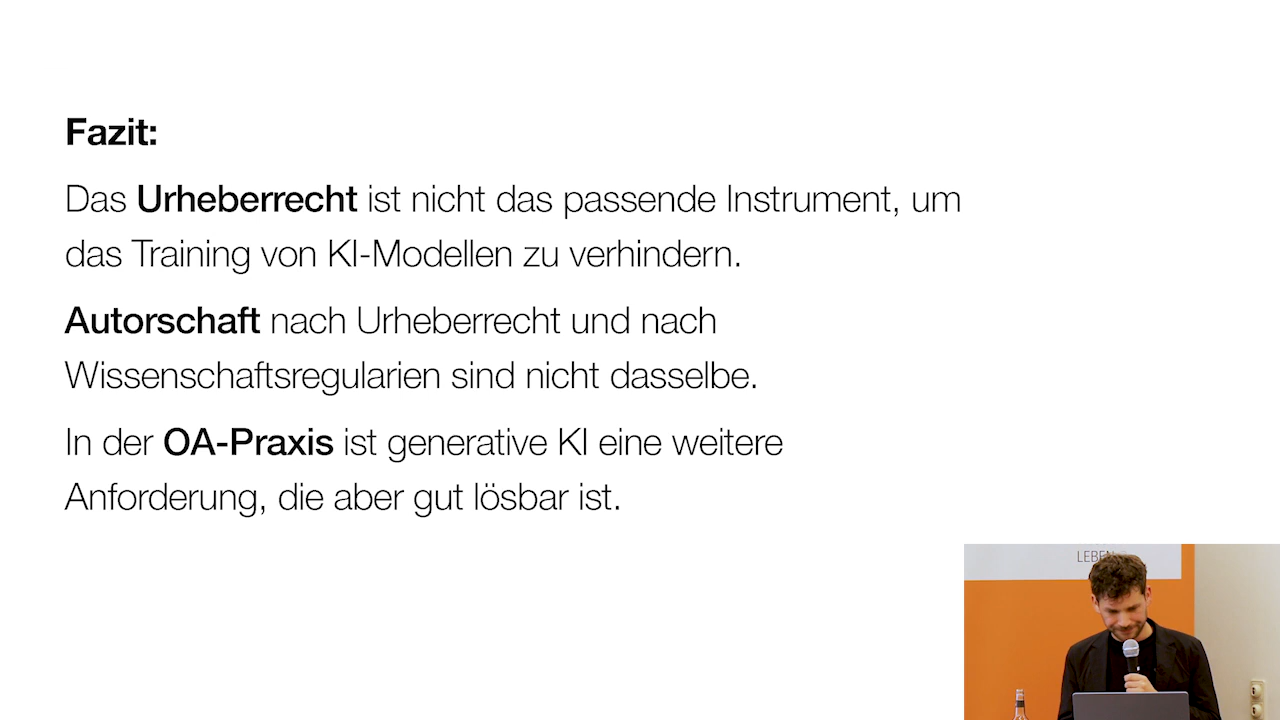 Fazit:
Das Urheberrecht ist nicht das passende Instrument, um
das Training von KI-Modellen zu verhindern.
Autorschaft nach Urheberrecht und nach
Wissenschaftsregularien sind nicht dasselbe.
In der OA-Praxis ist generative KI eine weitere
Anforderung, die aber gut lösbar ist.
LEBEN